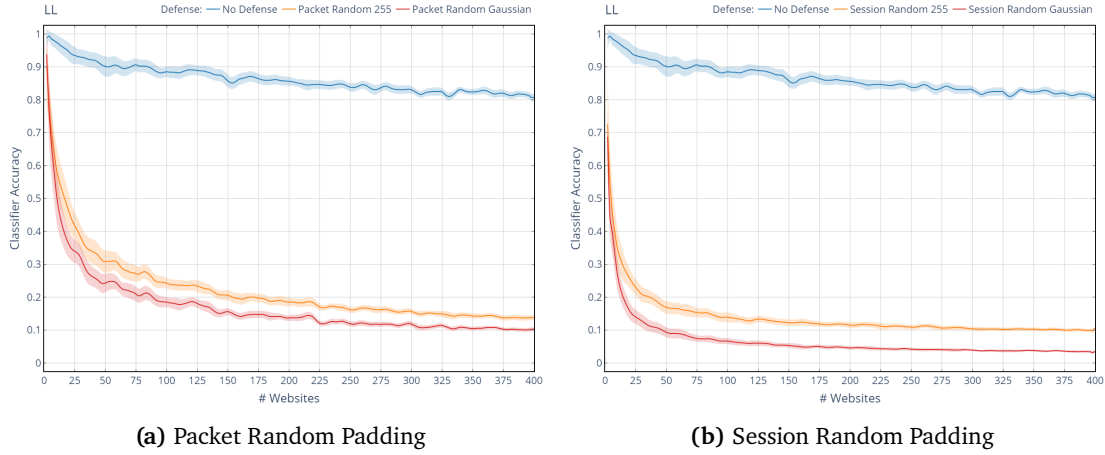 LL Defense: No Defense Packet Random 255 Packet Random Gaussian
1
0.9
0.8
0.7
0.6
0.5
0.4
0.3
0.2
0.1
0
Classifier Accuracy
0 25 50 75 100 125 150 175 200 225 250 275 300 325 350 375 400
# Websites
(a) Packet Random Padding
LL Defense: No Defense Session Random 255 Session Random Gaussian
1
0.9
0.8
0.7
0.6
0.5
0.4
0.3
0.2
0.1
0
Classifier Accuracy
0 25 50 75 100 125 150 175 200 225 250 275 300 325 350 375 400
# Websites
(b) Session Random Padding